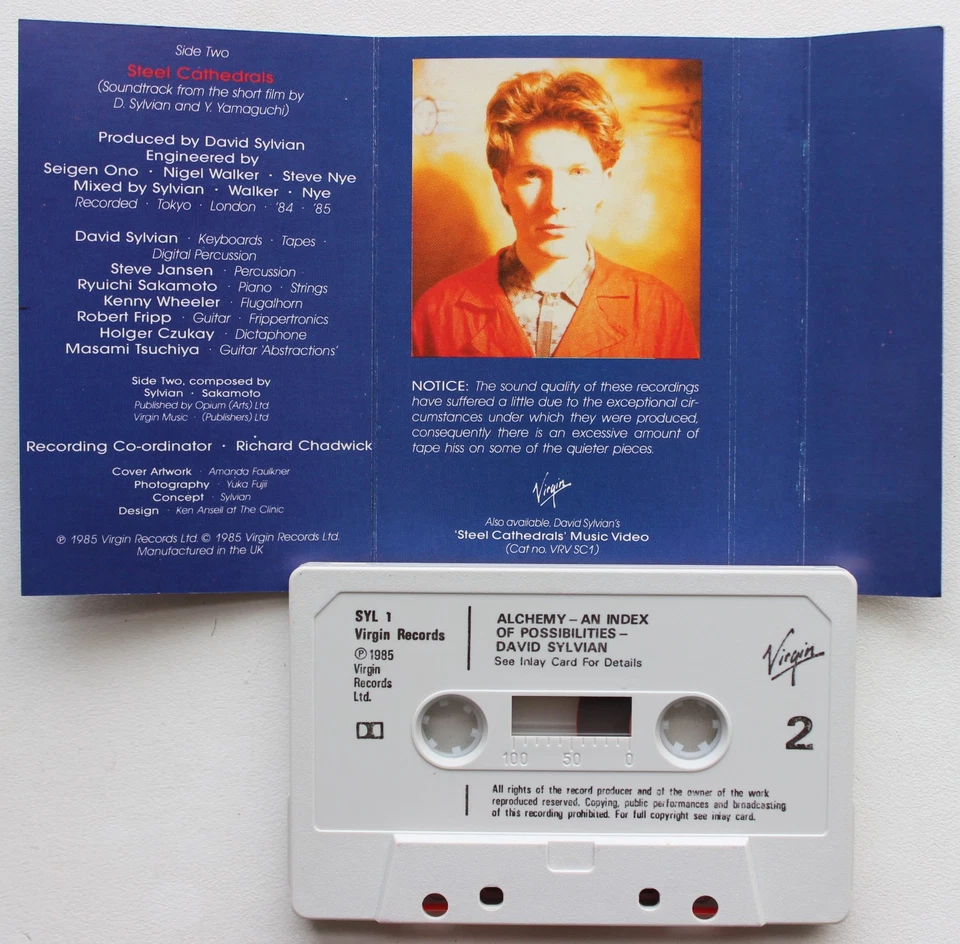 Side Two
Steel Cathedrals
(Soundtrack from the short film by
D. Sylvian and Y. Yamaguchi)
Produced by David Sylvian
Engineered by
Seigen Ono · Nigel Walker · Steve Nye
Mixed by Sylvian · Walker · Nye
Recorded · Tokyo · London · '84 · '85
David Sylvian · Keyboards · Tapes ·
Digital Percussion
Steve Jansen · Percussion
Ryuichi Sakamoto · Piano · Strings
Kenny Wheeler · Flugalhorn
Robert Fripp · Guitar · Frippertronics
Holger Czukay · Dictaphone
Masami Tsuchiya · Guitar 'Abstractions'
Side Two, composed by
Sylvian · Sakamoto
Published by Opium (Arts) Ltd.
Virgin Music · (Publishers) Ltd.
Recording Co-ordinator · Richard Chadwick
Cover Artwork · Amanda Faulkner
Photography · Yuka Fujii
Concept · Sylvian
Design · Ken Ansell at The Clinic
℗ 1985 Virgin Records Ltd. © 1985 Virgin Records Ltd.
Manufactured in the UK
NOTICE: The sound quality of these recordings
have suffered a little due to the exceptional cir-
cumstances under which they were produced,
consequently there is an excessive amount of
tape hiss on some of the quieter pieces.
Virgin
Also available, David Sylvian's
'Steel Cathedrals' Music Video
(Cat no. VRV SC1)
SYL 1
Virgin Records
℗ 1985
Virgin
Records
Ltd.
ALCHEMY – AN INDEX
OF POSSIBILITIES –
DAVID SYLVIAN
See Inlay Card For Details
Virgin
2
100 50 0
All rights of the record producer and of the owner of the work
reproduced reserved. Copying, public performances and broadcasting
of this recording prohibited. For full copyright see inlay card.